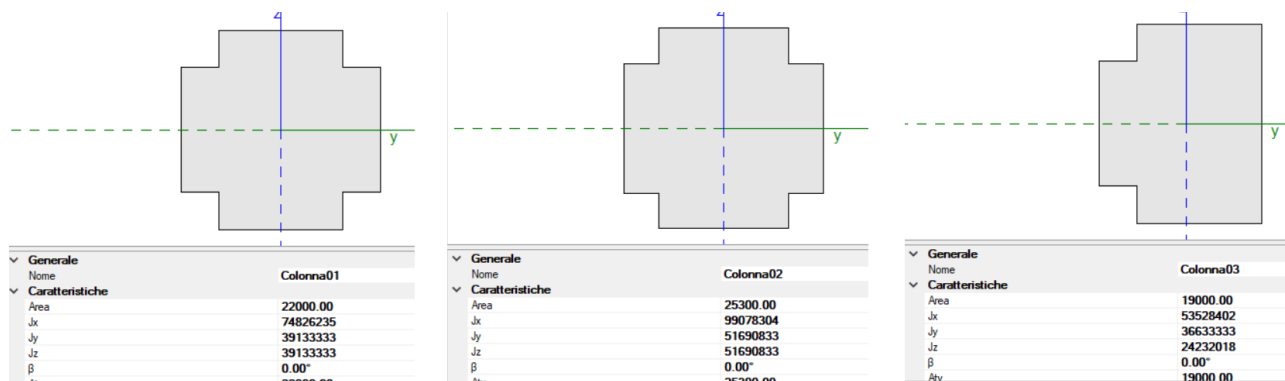 z
y
Generale
Nome Colonna01
Caratteristiche
Area 22000.00
Jx 74826235
Jy 39133333
Jz 39133333
β 0.00°
z
y
Generale
Nome Colonna02
Caratteristiche
Area 25300.00
Jx 99078304
Jy 51690833
Jz 51690833
β 0.00°
y
Generale
Nome Colonna03
Caratteristiche
Area 19000.00
Jx 53528402
Jy 36633333
Jz 24232018
β 0.00°
Aty 19000.00